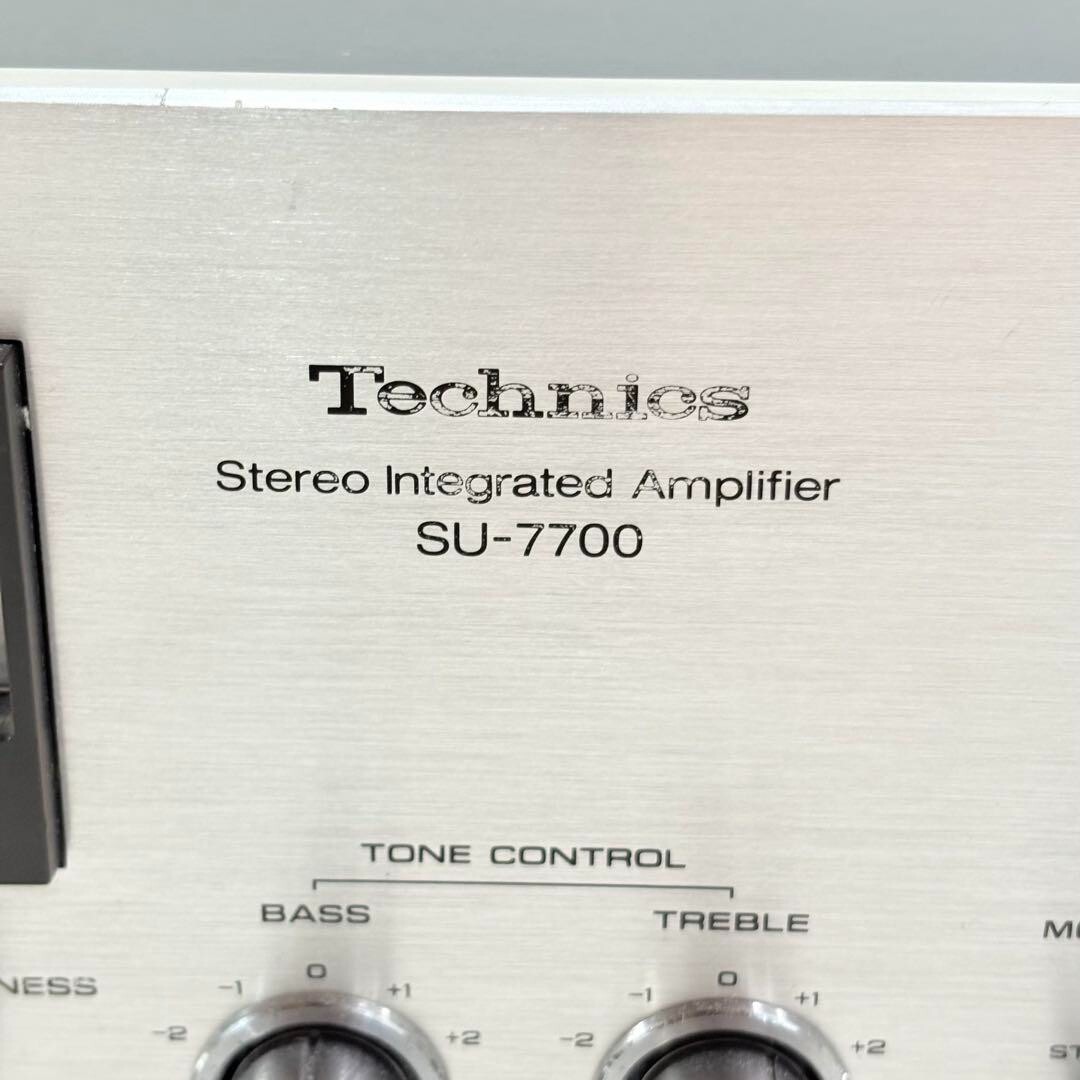 Technics
Stereo Integrated Amplifier
SU-7700
TONE CONTROL
BASS TREBLE
-2 -1 0 +1 +2
-2 -1 0 +1 +2